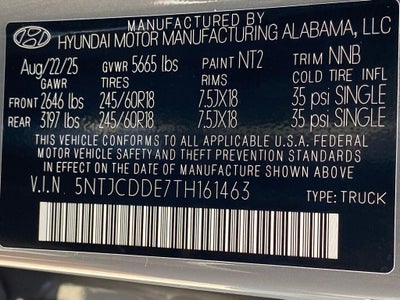 MANUFACTURED BY
HYUNDAI MOTOR MANUFACTURING ALABAMA, LLC
Aug/22/25 GVWR 5665 lbs PAINT NT2 TRIM NNB
GAWR TIRES RIMS COLD TIRE INFL
FRONT 2646 lbs 245/60R18 7.5JX18 35 psi SINGLE
REAR 3197 lbs 245/60R18 7.5JX18 35 psi SINGLE
THIS VEHICLE CONFORMS TO ALL APPLICABLE U.S.A. FEDERAL
MOTOR VEHICLE SAFETY AND THEFT PREVENTION STANDARDS
IN EFFECT ON THE DATE OF MANUFACTURE SHOWN ABOVE
V.I.N. 5NTJCDDE7TH161463 TYPE: TRUCK